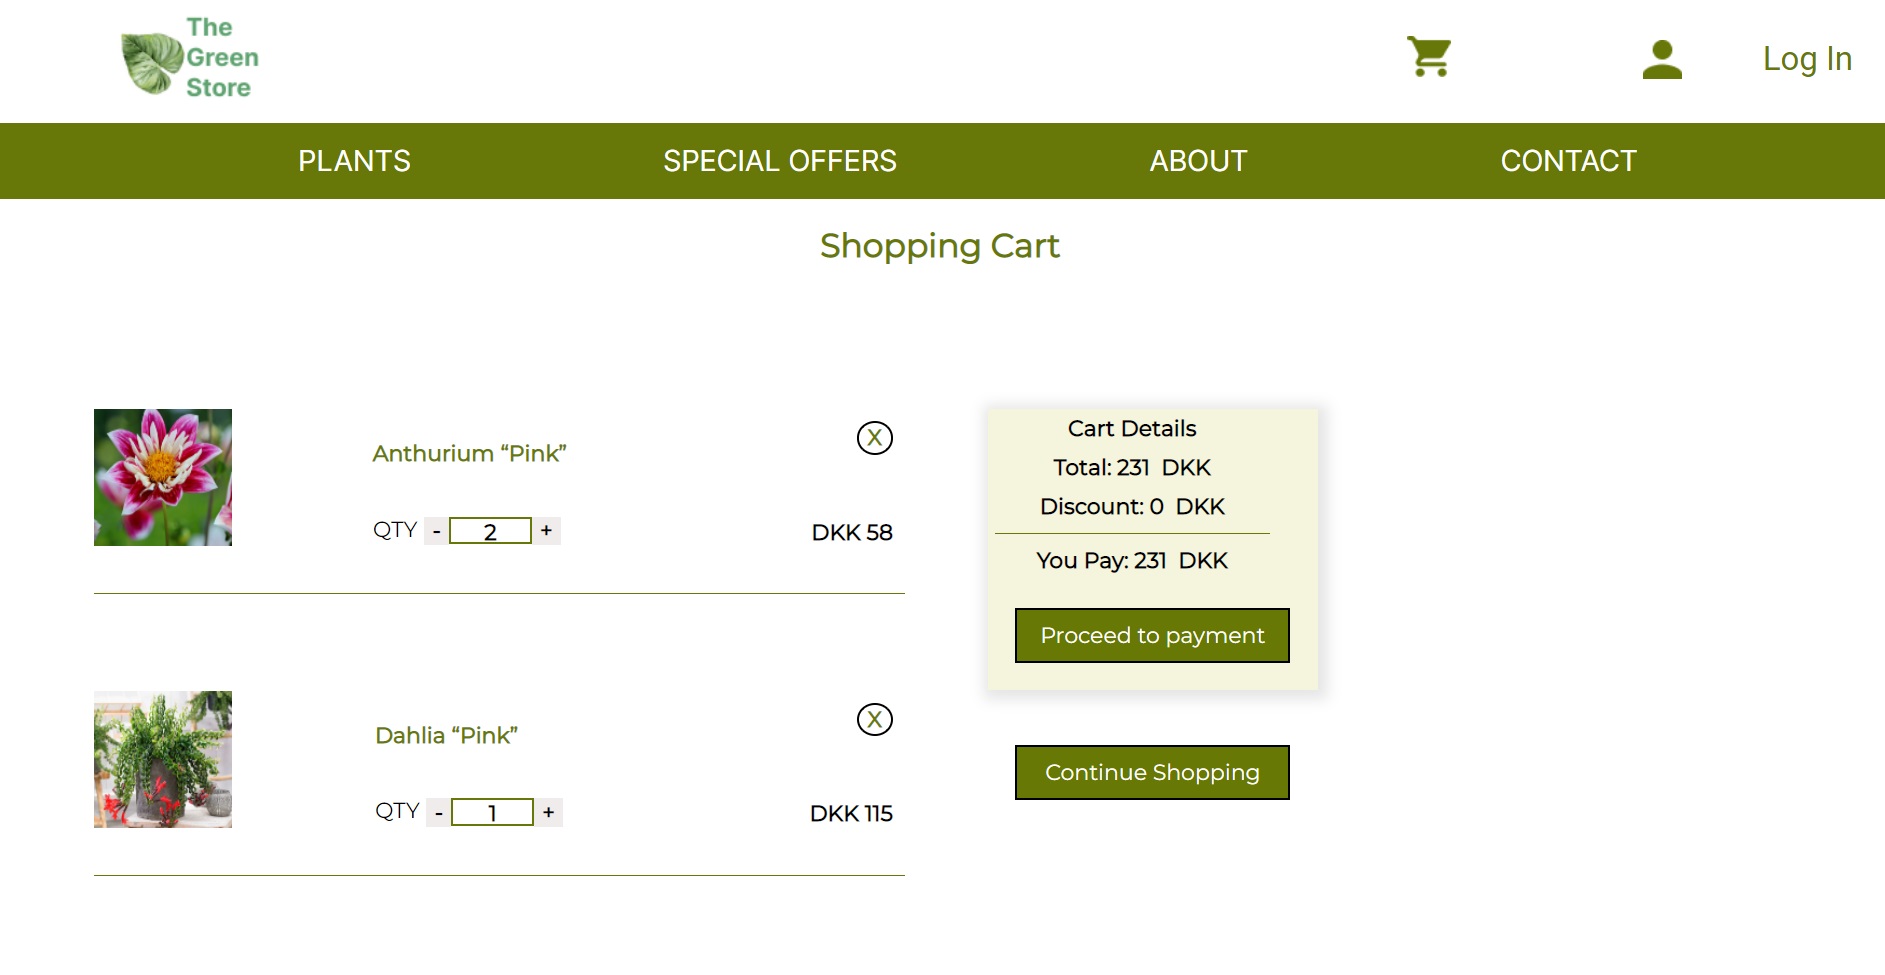 The
Green
Store
Log In
PLANTS SPECIAL OFFERS ABOUT CONTACT
Shopping Cart
Anthurium “Pink”
X
QTY - 2 +
DKK 58
Dahlia “Pink”
X
QTY - 1 +
DKK 115
Cart Details
Total: 231 DKK
Discount: 0 DKK
You Pay: 231 DKK
Proceed to payment
Continue Shopping